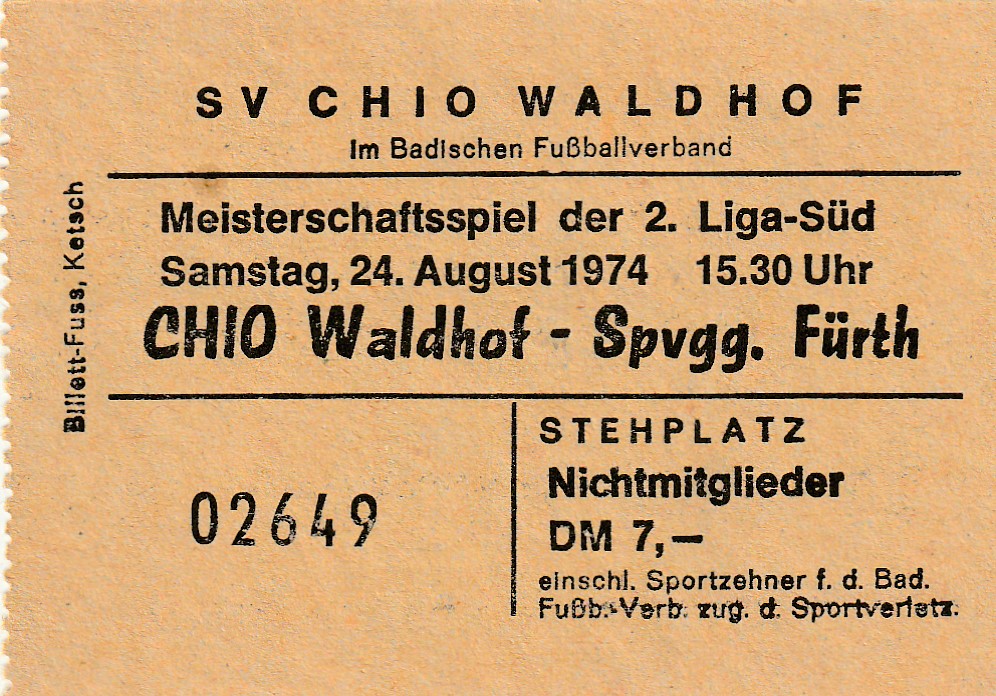 SV CHIO WALDHOF
Im Badischen Fußballverband
Meisterschaftsspiel der 2. Liga-Süd
Samstag, 24. August 1974 15.30 Uhr
CHIO Waldhof - Spvgg. Fürth
Billett-Fuss, Ketsch
02649
STEHPLATZ
Nichtmitglieder
DM 7,—
einschl. Sportzehner f. d. Bad.
Fußb.-Verb. zug. d. Sportverletz.